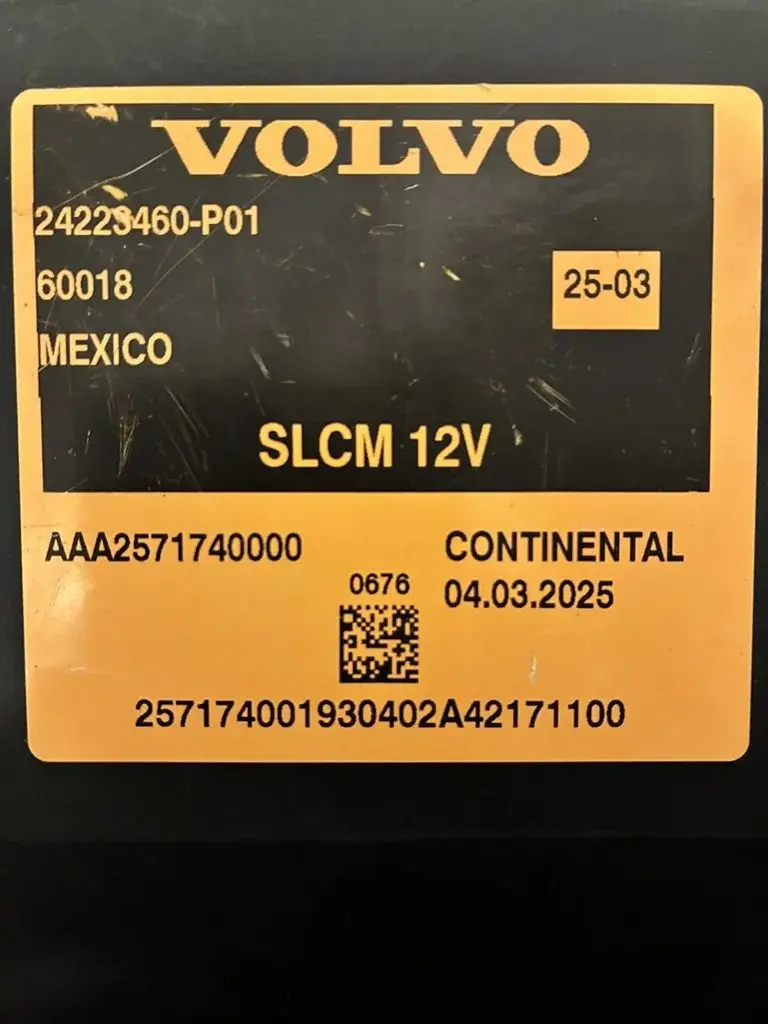 VOLVO
24223460-P01
60018
25-03
MEXICO
SLCM 12V
AAA2571740000
CONTINENTAL
0676
04.03.2025
257174001930402A42171100